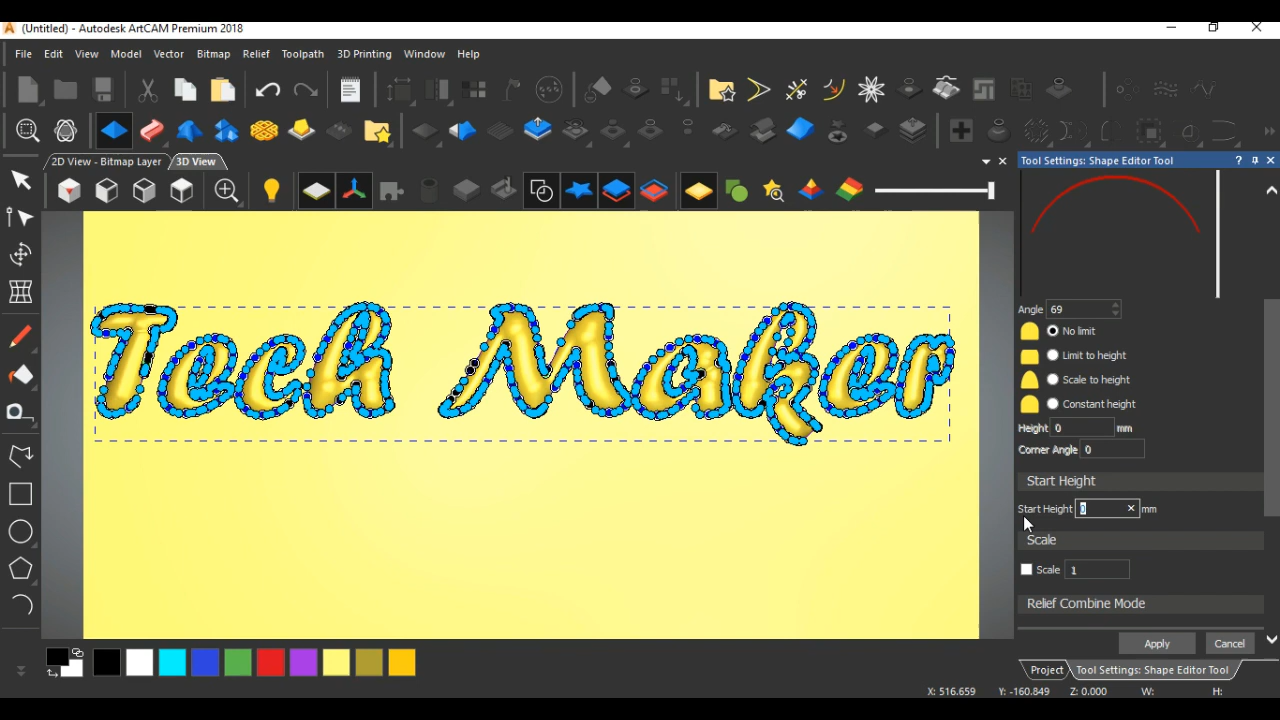 (Untitled) - Autodesk ArtCAM Premium 2018
File Edit View Model Vector Bitmap Relief Toolpath 3D Printing Window Help
2D View - Bitmap Layer 3D View
Tool Settings: Shape Editor Tool
Tech Maker
Angle 69
No limit
Limit to height
Scale to height
Constant height
Height 0 mm
Corner Angle 0
Start Height
Start Height 0 mm
Scale
Scale 1
Relief Combine Mode
Apply Cancel
Project Tool Settings: Shape Editor Tool
X: 516.659 Y: -160.849 Z: 0.000 W: H: